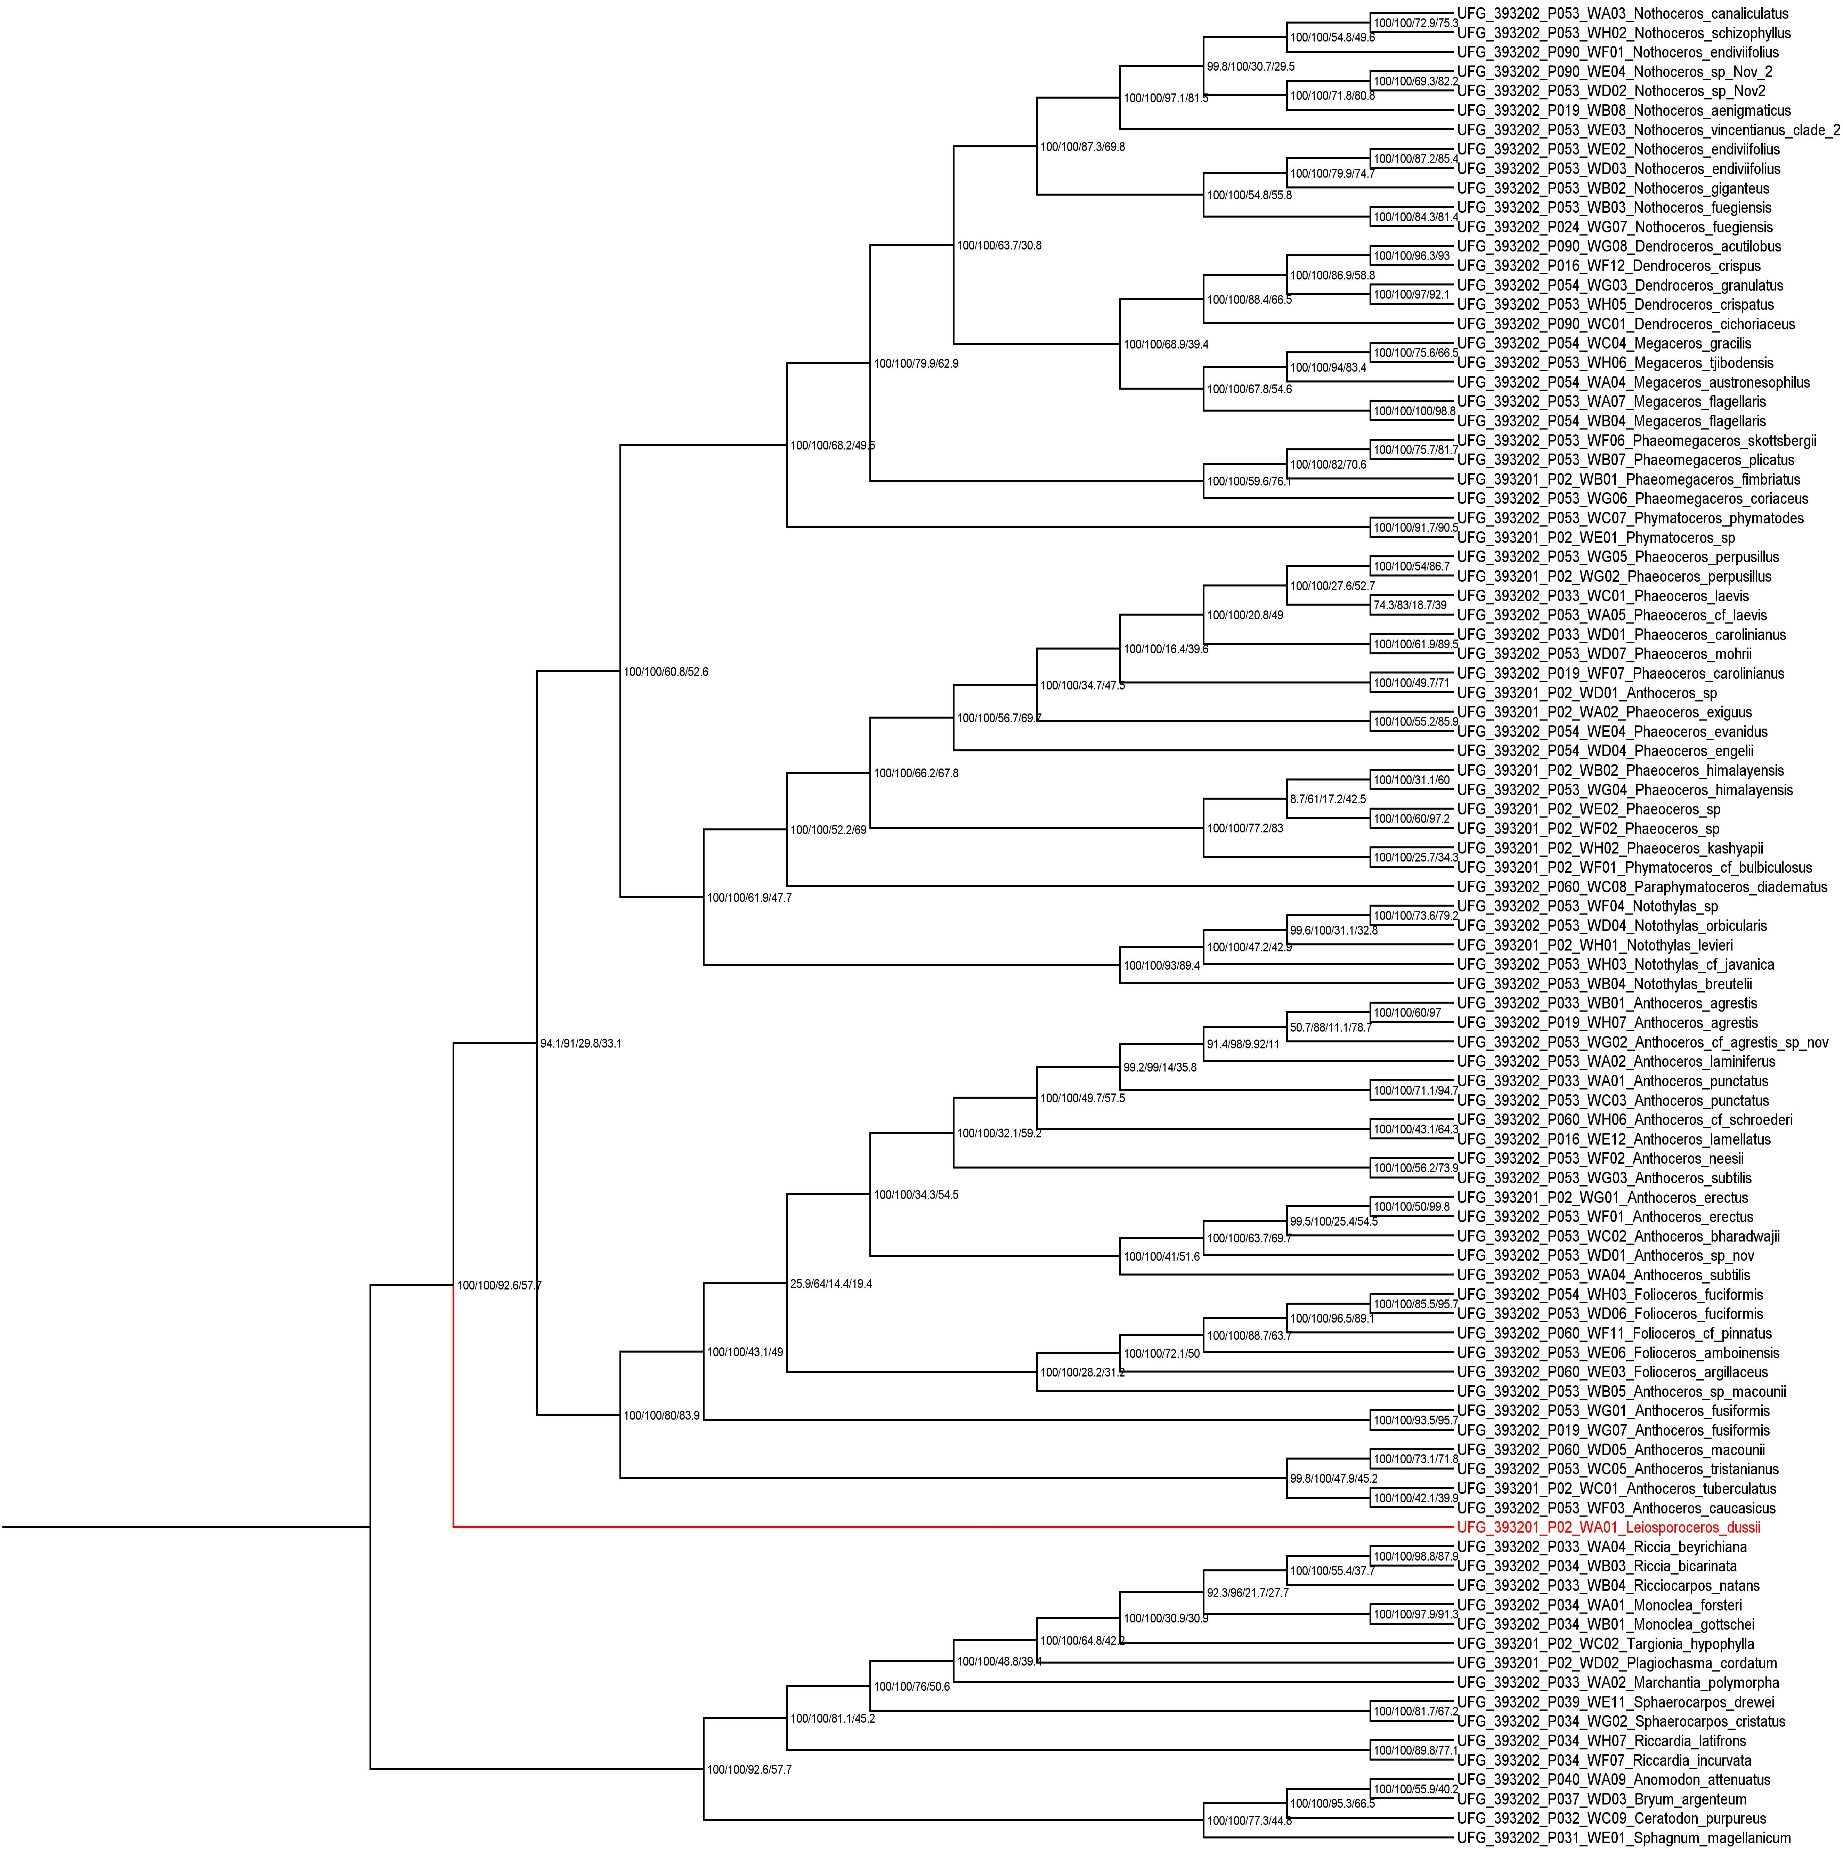 UFG_393202_P053_WA03_Nothoceros_canaliculatus
100/100/72.9/75.3
UFG_393202_P053_WH02_Nothoceros_schizophyllus
100/100/54.8/49.6
UFG_393202_P090_WF01_Nothoceros_endiviifolius
99.8/100/30.7/29.5
UFG_393202_P090_WE04_Nothoceros_sp_Nov_2
100/100/69.3/82.2
UFG_393202_P053_WD02_Nothoceros_sp_Nov2
100/100/71.8/80.8
100/100/97.1/81.5
UFG_393202_P019_WB08_Nothoceros_aenigmaticus
UFG_393202_P053_WE03_Nothoceros_vincentianus_clade_2
100/100/87.3/69.8
UFG_393202_P053_WE02_Nothoceros_endiviifolius
100/100/87.2/85.4
UFG_393202_P053_WD03_Nothoceros_endiviifolius
100/100/79.9/74.7
UFG_393202_P053_WB02_Nothoceros_giganteus
100/100/54.8/55.8
UFG_393202_P053_WB03_Nothoceros_fuegiensis
100/100/84.3/81.4
UFG_393202_P024_WG07_Nothoceros_fuegiensis
100/100/63.7/30.8
UFG_393202_P090_WG08_Dendroceros_acutilobus
100/100/96.3/93
UFG_393202_P016_WF12_Dendroceros_crispus
100/100/86.9/58.8
UFG_393202_P054_WG03_Dendroceros_granulatus
100/100/97/92.1
100/100/88.4/66.5
UFG_393202_P053_WH05_Dendroceros_crispatus
UFG_393202_P090_WC01_Dendroceros_cichoriaceus
100/100/68.9/39.4
UFG_393202_P054_WC04_Megaceros_gracilis
100/100/75.6/66.5
UFG_393202_P053_WH06_Megaceros_tjibodensis
100/100/79.9/62.9
100/100/94/83.4
UFG_393202_P054_WA04_Megaceros_austronesophilus
100/100/67.8/54.6
UFG_393202_P053_WA07_Megaceros_flagellaris
100/100/100/98.8
UFG_393202_P054_WB04_Megaceros_flagellaris
UFG_393202_P053_WF06_Phaeomegaceros_skottsbergii
100/100/68.2/49.5
100/100/75.7/81.7
UFG_393202_P053_WB07_Phaeomegaceros_plicatus
100/100/82/70.6
UFG_393201_P02_WB01_Phaeomegaceros_fimbriatus
100/100/59.6/76.1
UFG_393202_P053_WG06_Phaeomegaceros_coriaceus
UFG_393202_P053_WC07_Phymatoceros_phymatodes
100/100/91.7/90.5
UFG_393201_P02_WE01_Phymatoceros_sp
UFG_393202_P053_WG05_Phaeoceros_perpusillus
100/100/54/86.7
UFG_393201_P02_WG02_Phaeoceros_perpusillus
100/100/27.6/52.7
UFG_393202_P033_WC01_Phaeoceros_laevis
74.3/83/18.7/39
UFG_393202_P053_WA05_Phaeoceros_cf_laevis
100/100/20.8/49
UFG_393202_P033_WD01_Phaeoceros_carolinianus
100/100/61.9/89.5
100/100/16.4/39.6
UFG_393202_P053_WD07_Phaeoceros_mohrii
100/100/60.8/52.6
UFG_393202_P019_WF07_Phaeoceros_carolinianus
100/100/49.7/71
100/100/34.7/47.5
UFG_393201_P02_WD01_Anthoceros_sp
UFG_393201_P02_WA02_Phaeoceros_exiguus
100/100/56.7/69.7
100/100/55.2/85.9
UFG_393202_P054_WE04_Phaeoceros_evanidus
UFG_393202_P054_WD04_Phaeoceros_engelii
100/100/66.2/67.8
UFG_393201_P02_WB02_Phaeoceros_himalayensis
100/100/31.1/60
UFG_393202_P053_WG04_Phaeoceros_himalayensis
8.7/61/17.2/42.5
UFG_393201_P02_WE02_Phaeoceros_sp
100/100/60/97.2
100/100/52.2/69
100/100/77.2/83
UFG_393201_P02_WF02_Phaeoceros_sp
UFG_393201_P02_WH02_Phaeoceros_kashyapii
100/100/25.7/34.3
UFG_393201_P02_WF01_Phymatoceros_cf_bulbiculosus
UFG_393202_P060_WC08_Paraphymatoceros_diadematus
100/100/61.9/47.7
UFG_393202_P053_WF04_Notothylas_sp
100/100/73.6/79.2
UFG_393202_P053_WD04_Notothylas_orbicularis
99.6/100/31.1/32.8
UFG_393201_P02_WH01_Notothylas_levieri
100/100/47.2/42.9
UFG_393202_P053_WH03_Notothylas_cf_javanica
100/100/93/89.4
UFG_393202_P053_WB04_Notothylas_breutelii
UFG_393202_P033_WB01_Anthoceros_agrestis
100/100/60/97
UFG_393202_P019_WH07_Anthoceros_agrestis
50.7/88/11.1/78.7
UFG_393202_P053_WG02_Anthoceros_cf_agrestis_sp_nov
94.1/91/29.8/33.1
91.4/98/9.92/11
UFG_393202_P053_WA02_Anthoceros_laminiferus
99.2/99/14/35.8
UFG_393202_P033_WA01_Anthoceros_punctatus
100/100/71.1/94.7
100/100/49.7/57.5
UFG_393202_P053_WC03_Anthoceros_punctatus
UFG_393202_P060_WH06_Anthoceros_cf_schroederi
100/100/43.1/64.3
100/100/32.1/59.2
UFG_393202_P016_WE12_Anthoceros_lamellatus
UFG_393202_P053_WF02_Anthoceros_neesii
100/100/56.2/73.9
UFG_393202_P053_WG03_Anthoceros_subtilis
100/100/34.3/54.5
UFG_393201_P02_WG01_Anthoceros_erectus
100/100/50/99.8
UFG_393202_P053_WF01_Anthoceros_erectus
99.5/100/25.4/54.5
UFG_393202_P053_WC02_Anthoceros_bharadwajii
100/100/63.7/69.7
UFG_393202_P053_WD01_Anthoceros_sp_nov
100/100/41/51.6
UFG_393202_P053_WA04_Anthoceros_subtilis
25.9/64/14.4/19.4
100/100/92.6/57.7
UFG_393202_P054_WH03_Folioceros_fuciformis
100/100/85.5/95.7
UFG_393202_P053_WD06_Folioceros_fuciformis
100/100/96.5/89.1
UFG_393202_P060_WF11_Folioceros_cf_pinnatus
100/100/88.7/63.7
UFG_393202_P053_WE06_Folioceros_amboinensis
100/100/43.1/49
100/100/72.1/50
UFG_393202_P060_WE03_Folioceros_argillaceus
100/100/28.2/31.2
UFG_393202_P053_WB05_Anthoceros_sp_macounii
UFG_393202_P053_WG01_Anthoceros_fusiformis
100/100/80/83.9
100/100/93.5/95.7
UFG_393202_P019_WG07_Anthoceros_fusiformis
UFG_393202_P060_WD05_Anthoceros_macounii
100/100/73.1/71.8
UFG_393202_P053_WC05_Anthoceros_tristanianus
99.8/100/47.9/45.2
UFG_393201_P02_WC01_Anthoceros_tuberculatus
100/100/42.1/39.9
UFG_393202_P053_WF03_Anthoceros_caucasicus
UFG_393201_P02_WA01_Leiosporoceros_dussii
UFG_393202_P033_WA04_Riccia_beyrichiana
100/100/98.8/87.9
UFG_393202_P034_WB03_Riccia_bicarinata
100/100/55.4/37.7
UFG_393202_P033_WB04_Ricciocarpos_natans
92.3/96/21.7/27.7
UFG_393202_P034_WA01_Monoclea_forsteri
100/100/97.9/91.3
100/100/30.9/30.9
UFG_393202_P034_WB01_Monoclea_gottschei
100/100/64.8/42.2
UFG_393201_P02_WC02_Targionia_hypophylla
100/100/48.8/39.4
UFG_393201_P02_WD02_Plagiochasma_cordatum
UFG_393202_P033_WA02_Marchantia_polymorpha
100/100/76/50.6
UFG_393202_P039_WE11_Sphaerocarpos_drewei
100/100/81.7/67.2
100/100/81.1/45.2
UFG_393202_P034_WG02_Sphaerocarpos_cristatus
UFG_393202_P034_WH07_Riccardia_latifrons
100/100/89.8/77.1
UFG_393202_P034_WF07_Riccardia_incurvata
100/100/92.6/57.7
UFG_393202_P040_WA09_Anomodon_attenuatus
100/100/55.9/40.2
UFG_393202_P037_WD03_Bryum_argenteum
100/100/95.3/66.5
UFG_393202_P032_WC09_Ceratodon_purpureus
100/100/77.3/44.8
UFG_393202_P031_WE01_Sphagnum_magellanicum